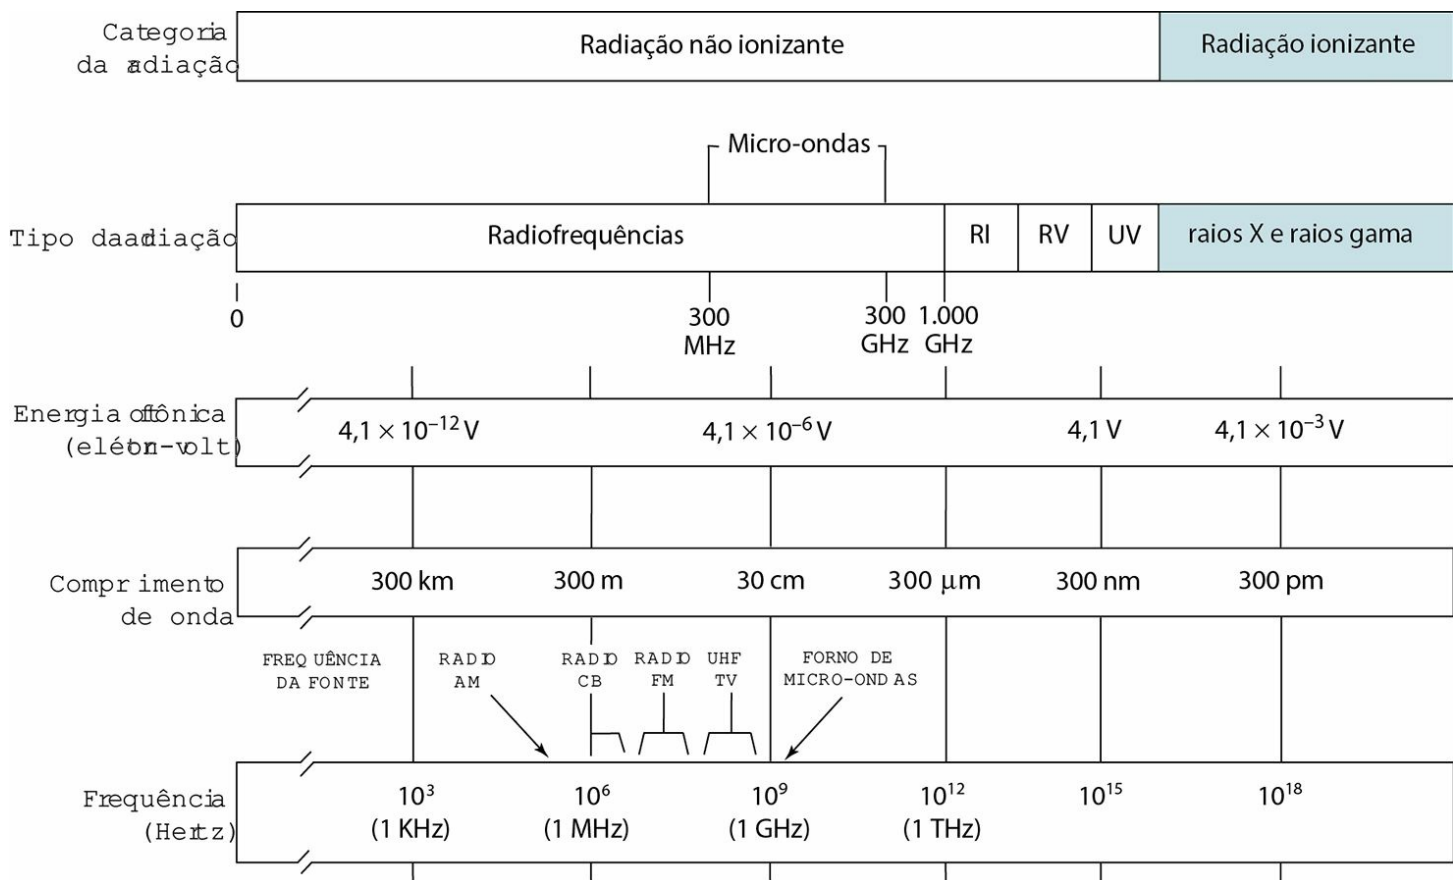 Categoria
da adiação
Radiação não ionizante
Radiação ionizante
Micro-ondas
Tipo daadiação
Radiofrequências
RI
RV
UV
raios X e raios gama
0
300
MHz
300
GHz
1.000
GHz
Energia ofônica
(elétron-volt)
4,1 × 10⁻¹² V
4,1 × 10⁻⁶ V
4,1 V
4,1 × 10⁻³ V
Comprimento
de onda
300 km
300 m
30 cm
300 μm
300 nm
300 pm
FREQUÊNCIA
DA FONTE
RADIO
AM
RADIO
CB
RADIO
FM
UHF
TV
FORNO DE
MICRO-ONDAS
Frequência
(Hertz)
10³
(1 KHz)
10⁶
(1 MHz)
10⁹
(1 GHz)
10¹²
(1 THz)
10¹⁵
10¹⁸